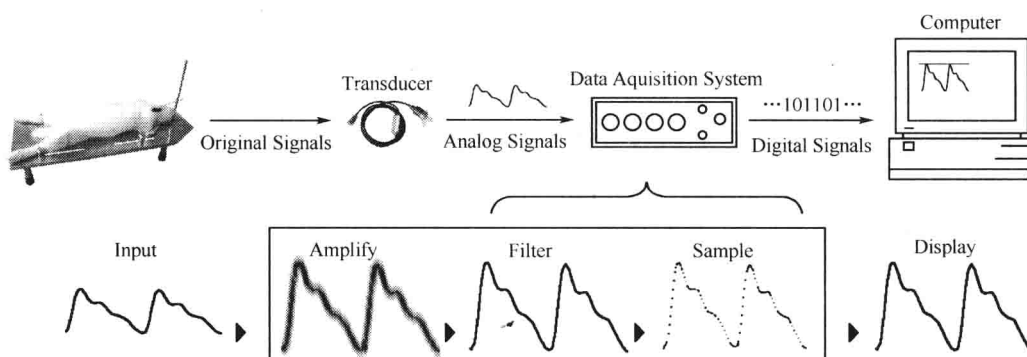 Computer
Transducer
Data Aquisition System
···101101···
Original Signals
Analog Signals
Digital Signals
Input
Amplify
Filter
Sample
Display